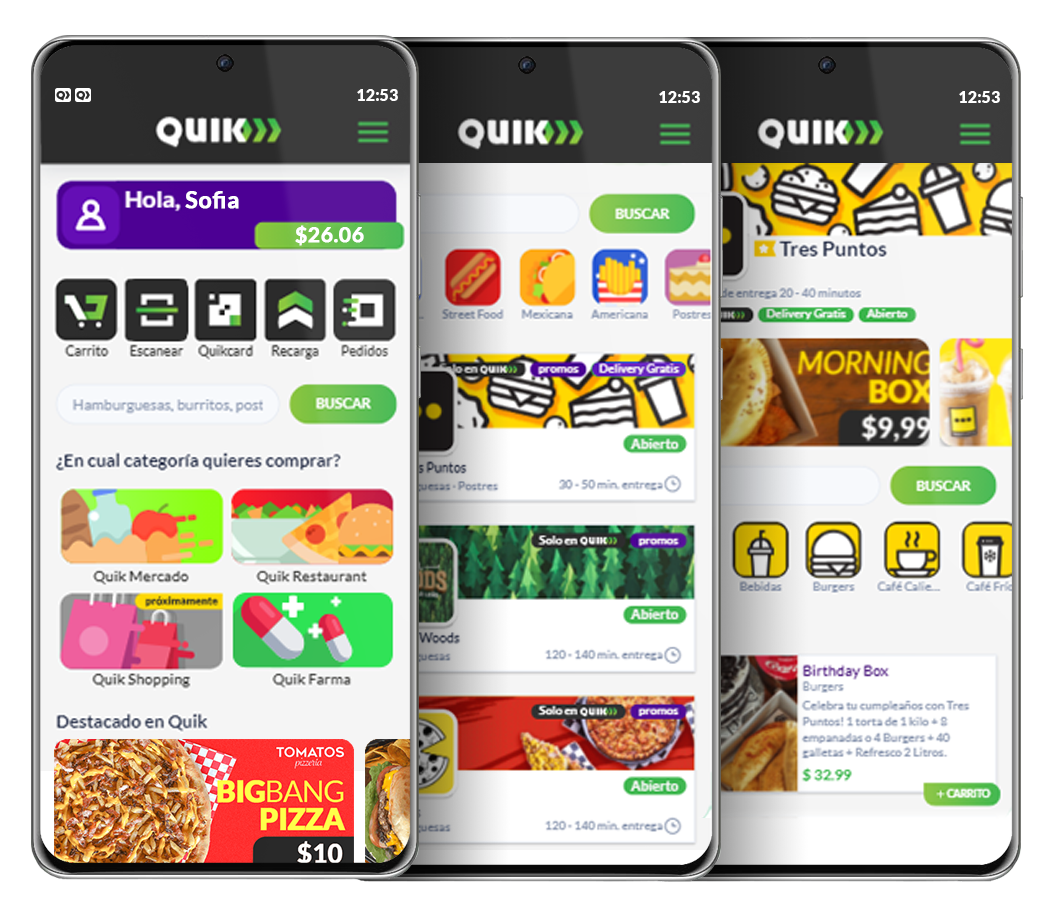 12:53
QUIK
Hola, Sofia
$26.06
Carrito
Escanear
Quikcard
Recarga
Pedidos
Hamburguesas, burritos, post
BUSCAR
¿En cual categoría quieres comprar?
Quik Mercado
Quik Restaurant
próximamente
Quik Shopping
Quik Farma
Destacado en Quik
TOMATOS
pizzería
BIGBANG
PIZZA
$10
12:53
QUIK
BUSCAR
Street Food
Mexicana
Americana
Postres
lo en QUIK
promos
Delivery Gratis
Abierto
s Puntos
guesas - Postres
30 - 50 min. entrega
Solo en QUIK
promos
ODS
Abierto
Woods
guesas
120 - 140 min. entrega
Solo en QUIK
promos
Abierto
guesas
120 - 140 min. entrega
12:53
QUIK
Tres Puntos
de entrega 20 - 40 minutos
Delivery Gratis
Abierto
MORNING
BOX
$9,99
BUSCAR
Bebidas
Burgers
Café Calie...
Café Frío
Birthday Box
Burgers
Celebra tu cumpleaños con Tres
Puntos! 1 torta de 1 kilo + 8
empanadas o 4 Burgers + 40
galletas + Refresco 2 Litros.
$ 32.99
+ CARRITO